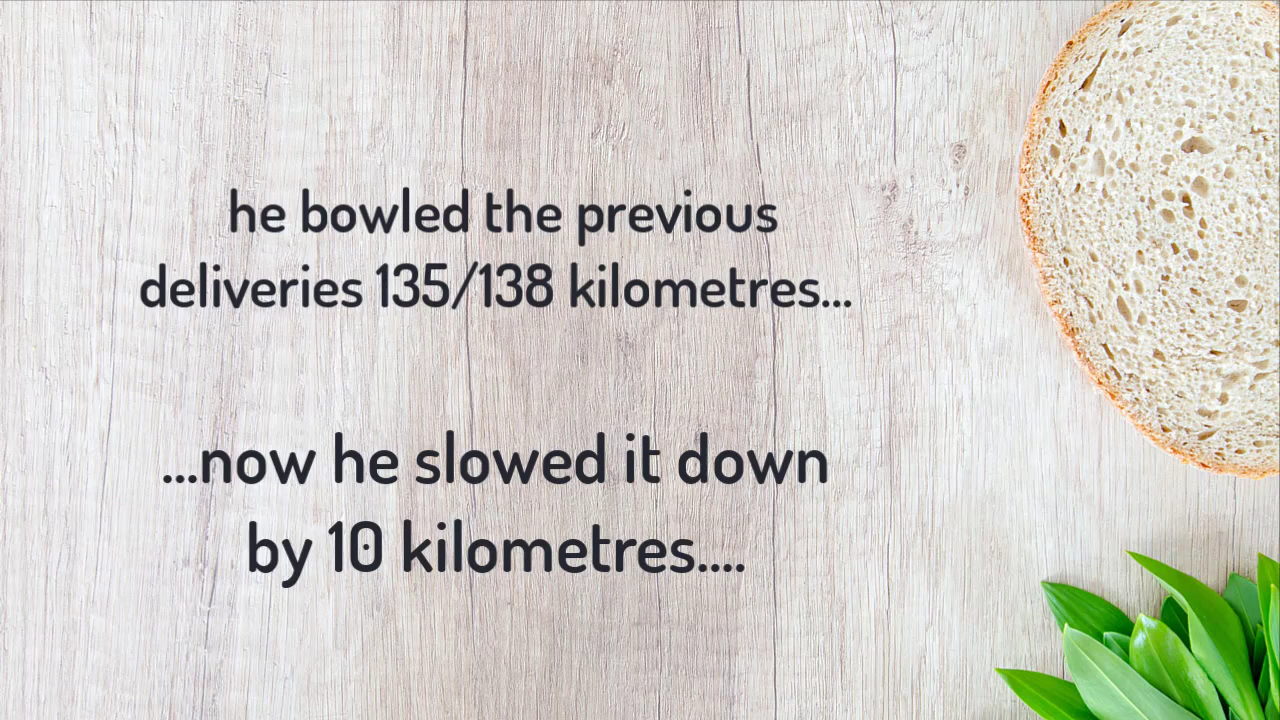 he bowled the previous
deliveries 135/138 kilometres...
...now he slowed it down
by 10 kilometres....